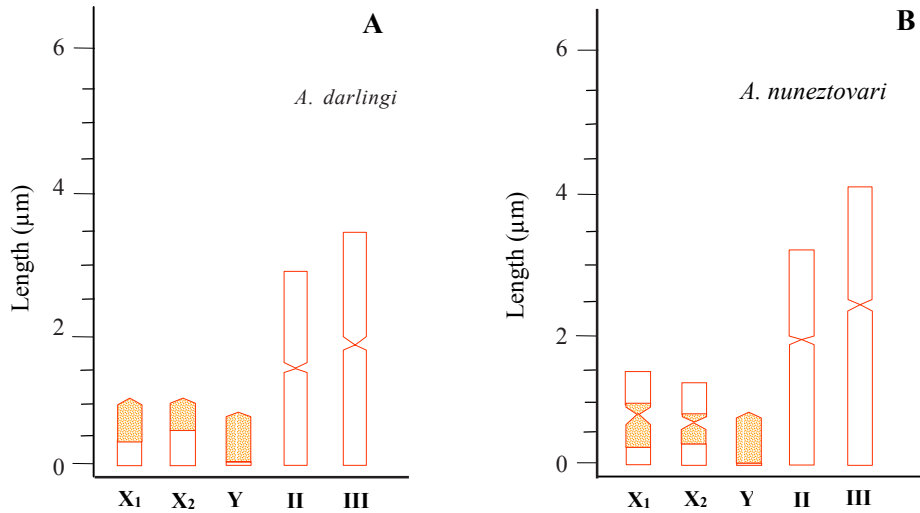 A
A. darlingi
Length (µm)
6
4
2
0
X₁ X₂ Y II III
B
A. nuneztovari
Length (µm)
6
4
2
0
X₁ X₂ Y II III